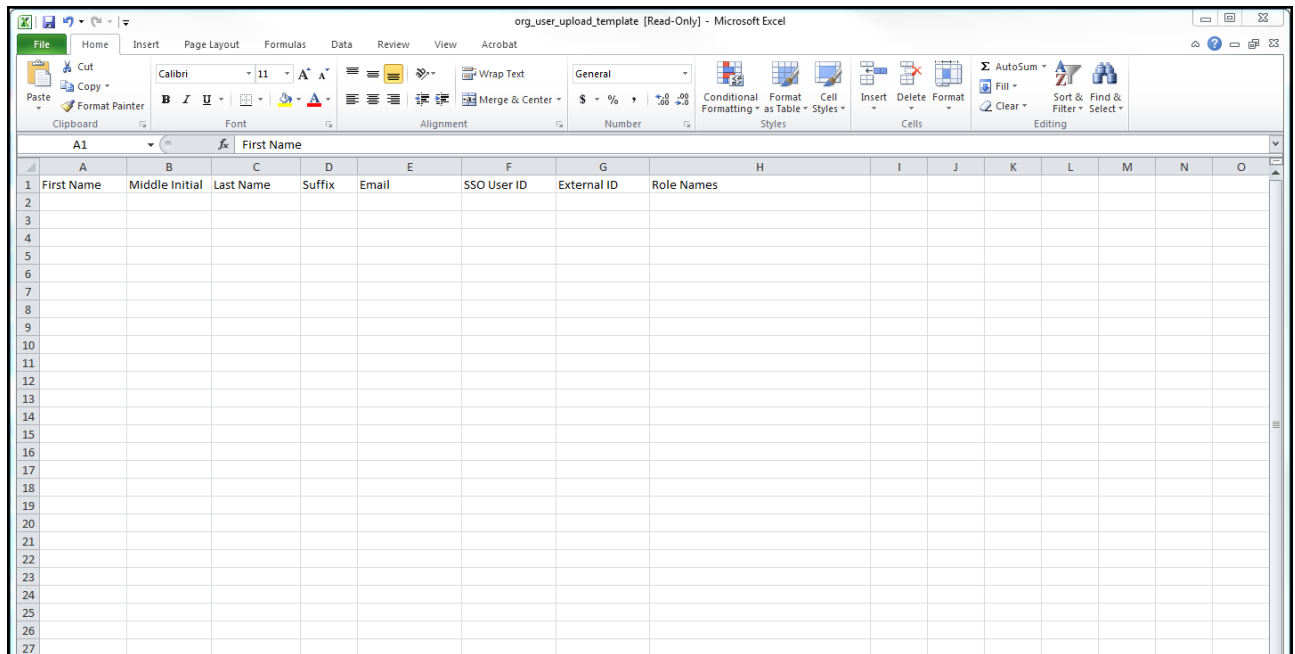 org_user_upload_template [Read-Only] - Microsoft Excel
File Home Insert Page Layout Formulas Data Review View Acrobat
Cut
Copy
Format Painter
Paste
Calibri 11
B I U
Wrap Text
Merge & Center
General
$ % ,
Conditional Formatting
Format as Table
Cell Styles
Insert Delete Format
Σ AutoSum
Fill
Clear
Sort & Filter
Find & Select
Clipboard Font Alignment Number Styles Cells Editing
A1 fx First Name
A B C D E F G H I J K L M N O
1 First Name Middle Initial Last Name Suffix Email SSO User ID External ID Role Names
2
3
4
5
6
7
8
9
10
11
12
13
14
15
16
17
18
19
20
21
22
23
24
25
26
27